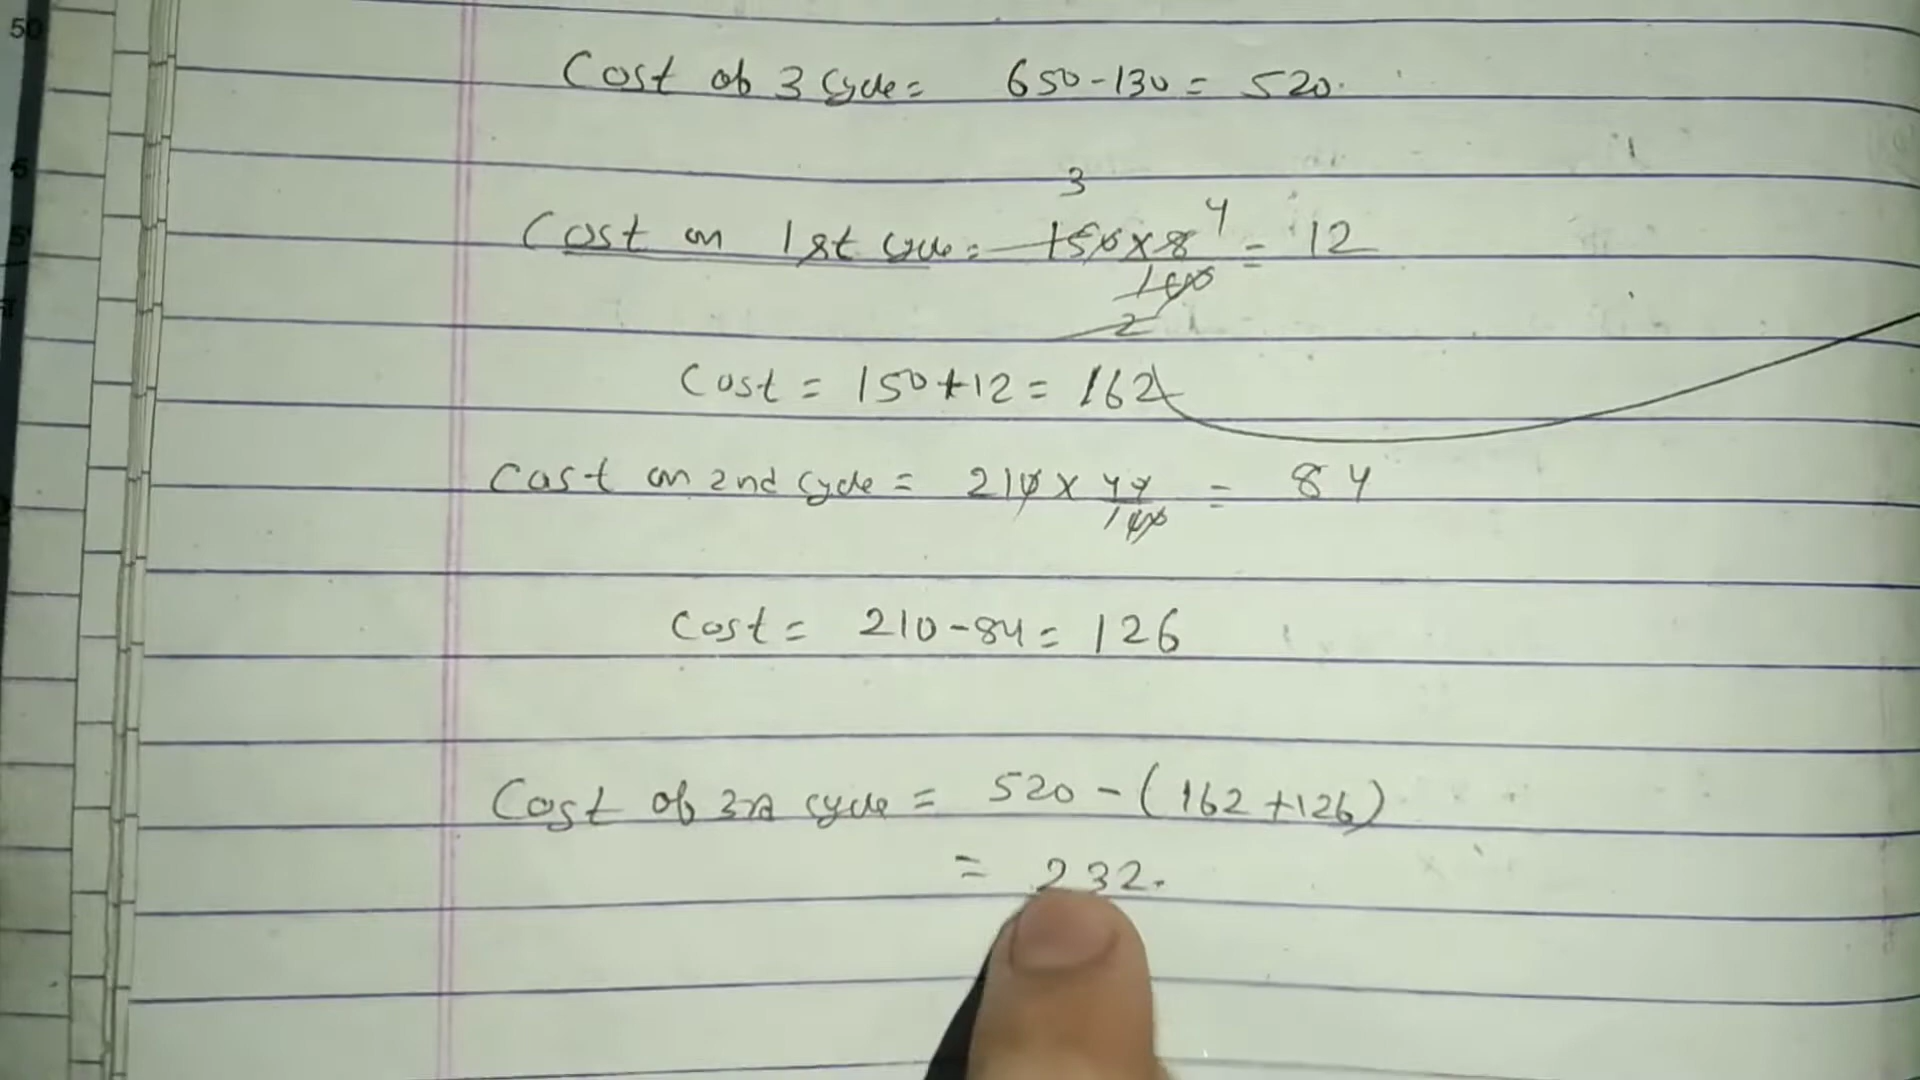 50
Cost of 3 cycle = 650-130 = 520.
3
4
Cost on 1st cycle = 150x8 = 12
100
2
Cost = 150+12 = 162
Cost on 2nd cycle = 210 x 40 = 84
100
Cost = 210-84 = 126
Cost of 3rd cycle = 520 - (162+126)
= 232.